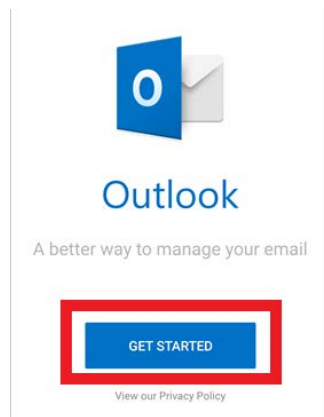 O
Outlook
A better way to manage your email
GET STARTED
View our Privacy Policy